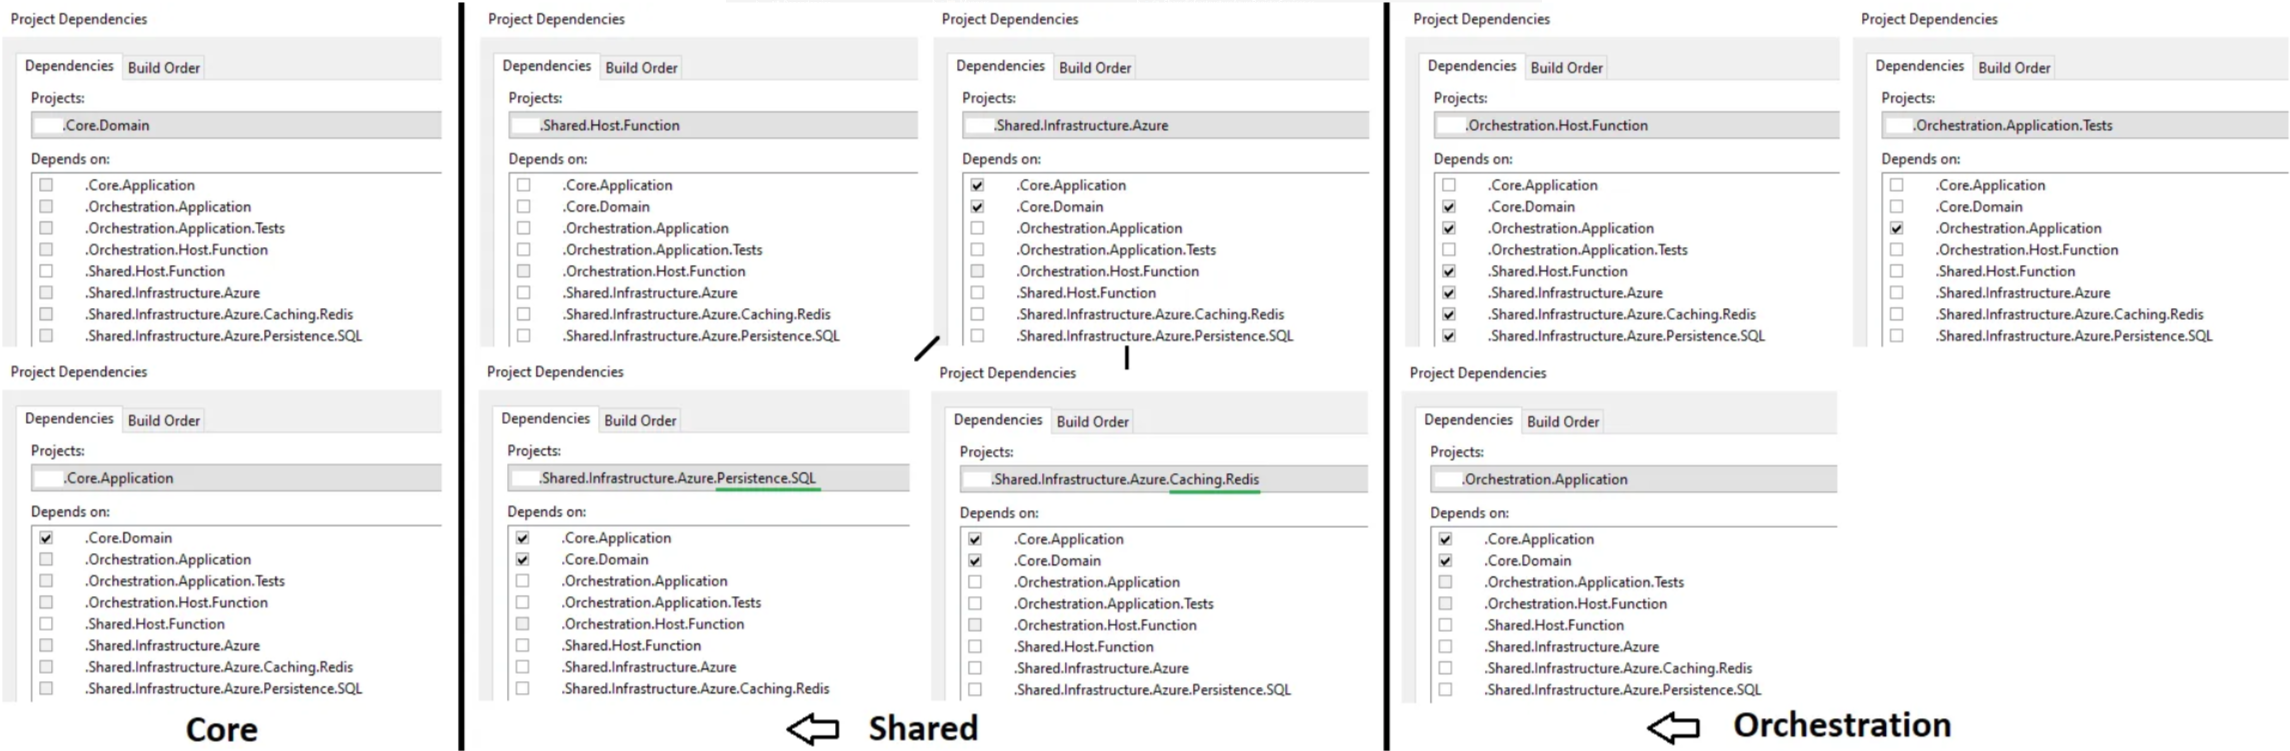 Project Dependencies
Dependencies Build Order
Projects:
.Core.Domain
Depends on:
.Core.Application
.Orchestration.Application
.Orchestration.Application.Tests
.Orchestration.Host.Function
.Shared.Host.Function
.Shared.Infrastructure.Azure
.Shared.Infrastructure.Azure.Caching.Redis
.Shared.Infrastructure.Azure.Persistence.SQL
Project Dependencies
Dependencies Build Order
Projects:
.Core.Application
Depends on:
.Core.Domain
.Orchestration.Application
.Orchestration.Application.Tests
.Orchestration.Host.Function
.Shared.Host.Function
.Shared.Infrastructure.Azure
.Shared.Infrastructure.Azure.Caching.Redis
.Shared.Infrastructure.Azure.Persistence.SQL
Core
Project Dependencies
Dependencies Build Order
Projects:
.Shared.Host.Function
Depends on:
.Core.Application
.Core.Domain
.Orchestration.Application
.Orchestration.Application.Tests
.Orchestration.Host.Function
.Shared.Infrastructure.Azure
.Shared.Infrastructure.Azure.Caching.Redis
.Shared.Infrastructure.Azure.Persistence.SQL
Project Dependencies
Dependencies Build Order
Projects:
.Shared.Infrastructure.Azure
Depends on:
.Core.Application
.Core.Domain
.Orchestration.Application
.Orchestration.Application.Tests
.Orchestration.Host.Function
.Shared.Host.Function
.Shared.Infrastructure.Azure.Caching.Redis
.Shared.Infrastructure.Azure.Persistence.SQL
Project Dependencies
Dependencies Build Order
Projects:
.Shared.Infrastructure.Azure.Persistence.SQL
Depends on:
.Core.Application
.Core.Domain
.Orchestration.Application
.Orchestration.Application.Tests
.Orchestration.Host.Function
.Shared.Host.Function
.Shared.Infrastructure.Azure
.Shared.Infrastructure.Azure.Caching.Redis
Project Dependencies
Dependencies Build Order
Projects:
.Shared.Infrastructure.Azure.Caching.Redis
Depends on:
.Core.Application
.Core.Domain
.Orchestration.Application
.Orchestration.Application.Tests
.Orchestration.Host.Function
.Shared.Host.Function
.Shared.Infrastructure.Azure
.Shared.Infrastructure.Azure.Persistence.SQL
Shared
Project Dependencies
Dependencies Build Order
Projects:
.Orchestration.Host.Function
Depends on:
.Core.Application
.Core.Domain
.Orchestration.Application
.Orchestration.Application.Tests
.Shared.Host.Function
.Shared.Infrastructure.Azure
.Shared.Infrastructure.Azure.Caching.Redis
.Shared.Infrastructure.Azure.Persistence.SQL
Project Dependencies
Dependencies Build Order
Projects:
.Orchestration.Application.Tests
Depends on:
.Core.Application
.Core.Domain
.Orchestration.Application
.Orchestration.Host.Function
.Shared.Host.Function
.Shared.Infrastructure.Azure
.Shared.Infrastructure.Azure.Caching.Redis
.Shared.Infrastructure.Azure.Persistence.SQL
Project Dependencies
Dependencies Build Order
Projects:
.Orchestration.Application
Depends on:
.Core.Application
.Core.Domain
.Orchestration.Application.Tests
.Orchestration.Host.Function
.Shared.Host.Function
.Shared.Infrastructure.Azure
.Shared.Infrastructure.Azure.Caching.Redis
.Shared.Infrastructure.Azure.Persistence.SQL
Orchestration